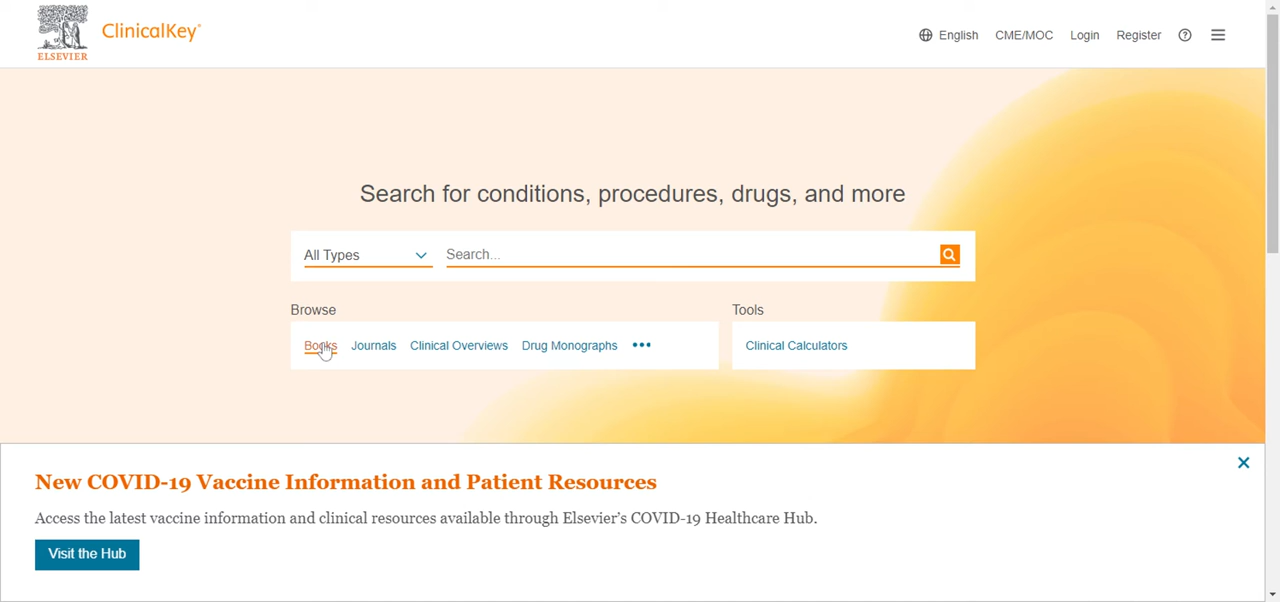 ELSEVIER
ClinicalKey®
English CME/MOC Login Register ?
Search for conditions, procedures, drugs, and more
All Types Search...
Browse Tools
Books Journals Clinical Overviews Drug Monographs ••• Clinical Calculators
New COVID-19 Vaccine Information and Patient Resources
Access the latest vaccine information and clinical resources available through Elsevier’s COVID-19 Healthcare Hub.
Visit the Hub